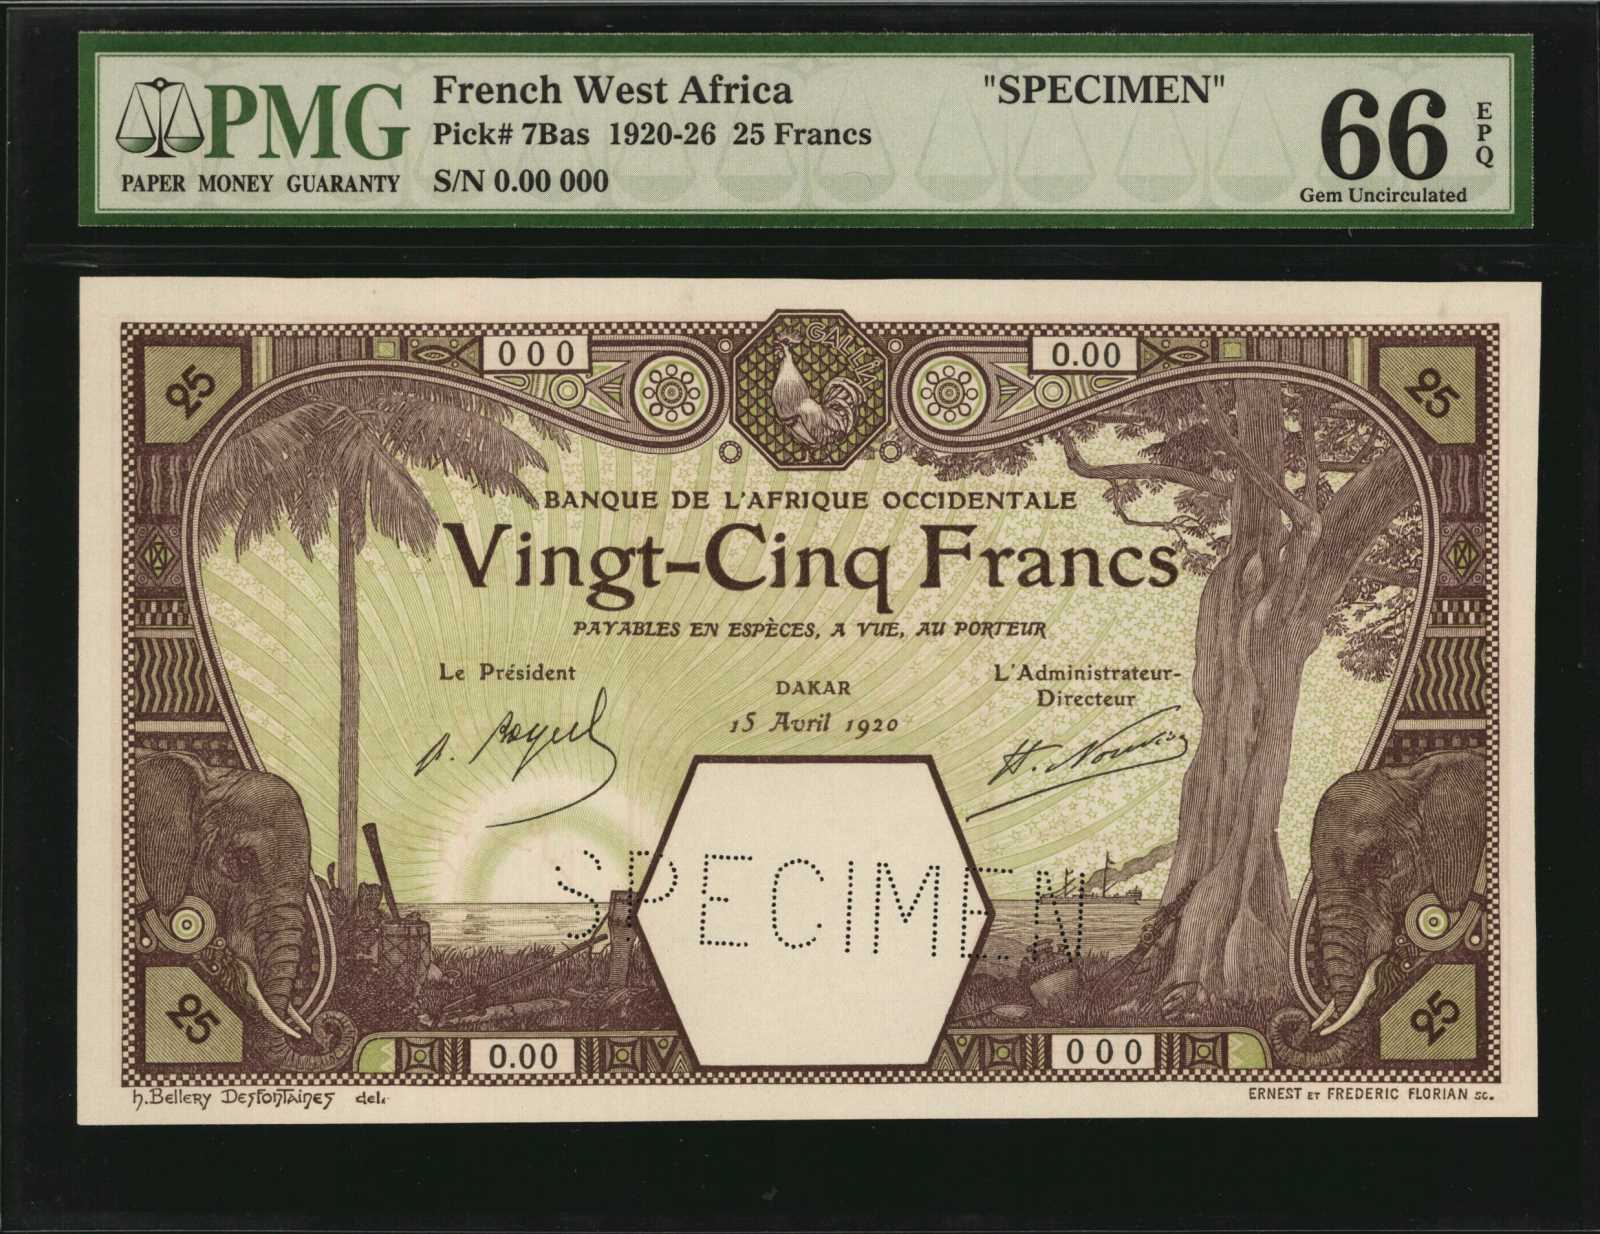 PMG
PAPER MONEY GUARANTY
French West Africa "SPECIMEN"
Pick# 7Bas 1920-26 25 Francs
S/N 0.00 000
66 EPQ
Gem Uncirculated
25
000
GALLIA
0.00
25
BANQUE DE L'AFRIQUE OCCIDENTALE
Vingt-Cinq Francs
PAYABLES EN ESPÈCES, A VUE, AU PORTEUR
Le Président
L'Administrateur-
Directeur
DAKAR
15 Avril 1920
SPECIMEN
25
0.00
000
25
h.Bellery Desfontaines del.
ERNEST ET FREDERIC FLORIAN sc.